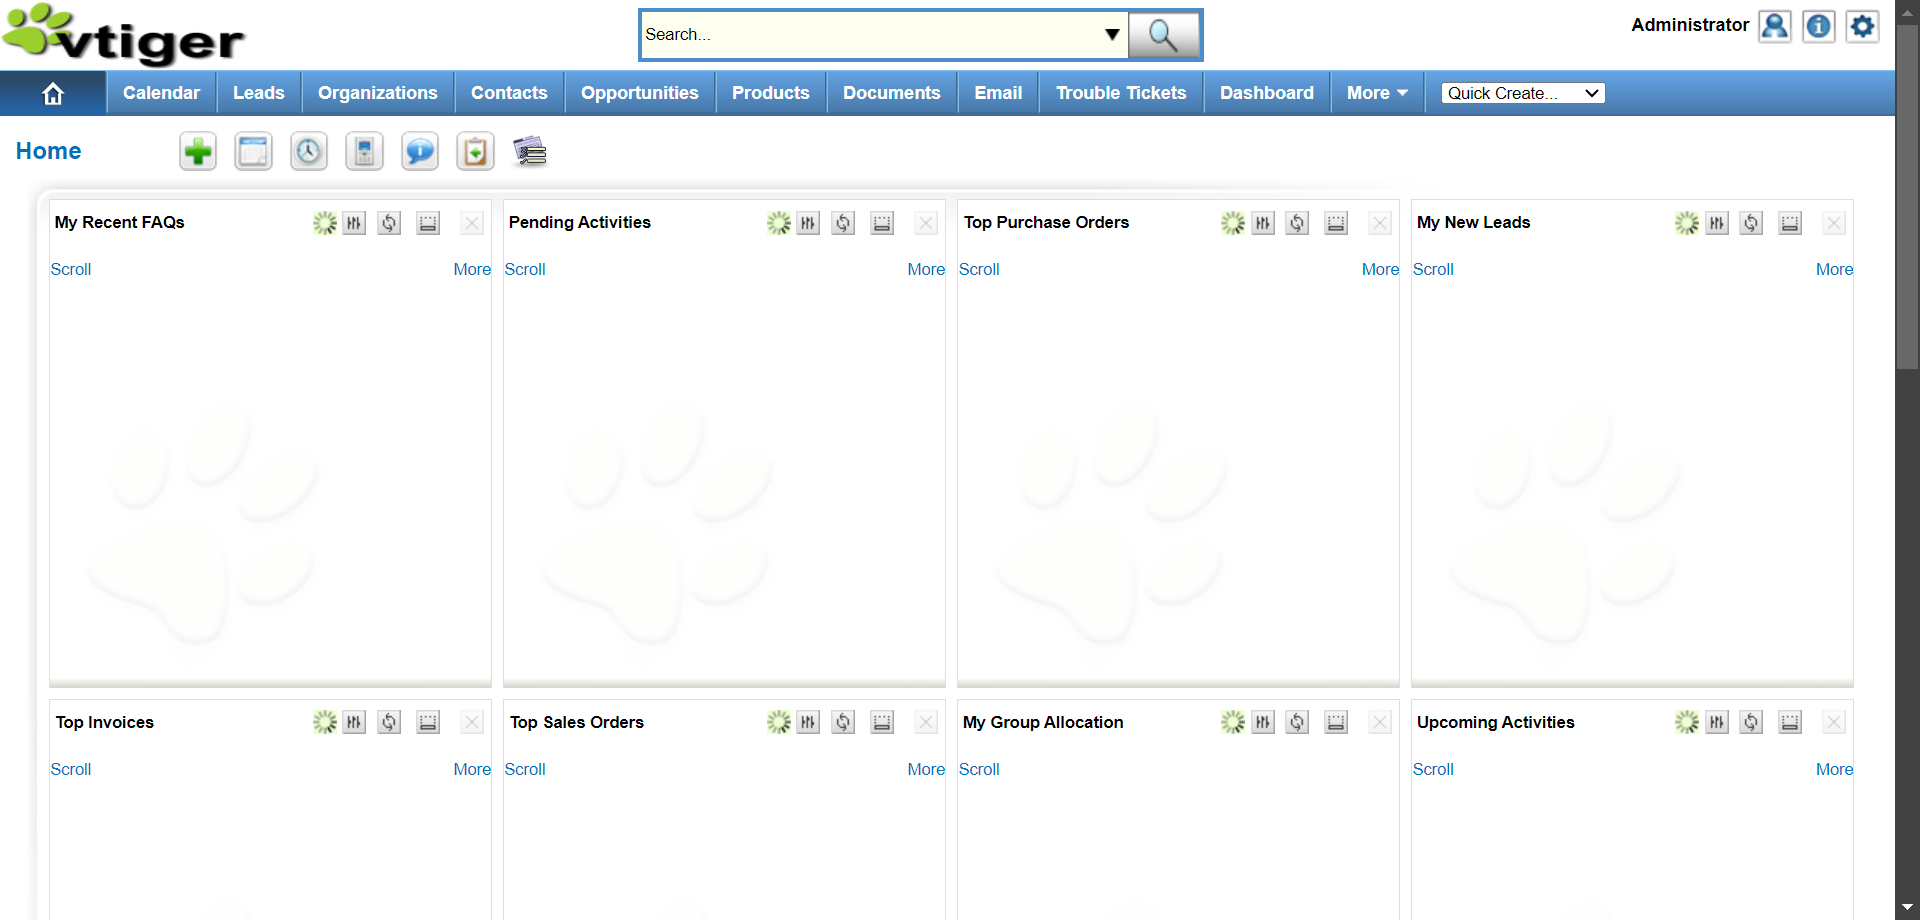 vtiger
Search...
Administrator
Calendar Leads Organizations Contacts Opportunities Products Documents Email Trouble Tickets Dashboard More Quick Create...
Home
My Recent FAQs Pending Activities Top Purchase Orders My New Leads
Scroll More Scroll More Scroll More Scroll More
Top Invoices Top Sales Orders My Group Allocation Upcoming Activities
Scroll More Scroll More Scroll Scroll More